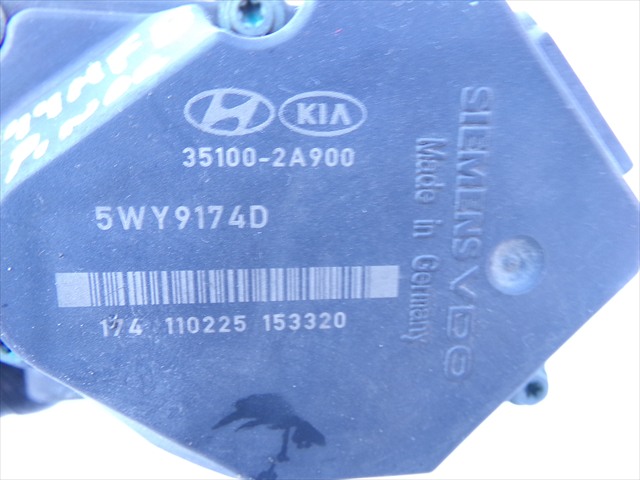 KIA
35100-2A900
5WY9174D
174 110225 153320
SIEMENS VDO
Made in Germany